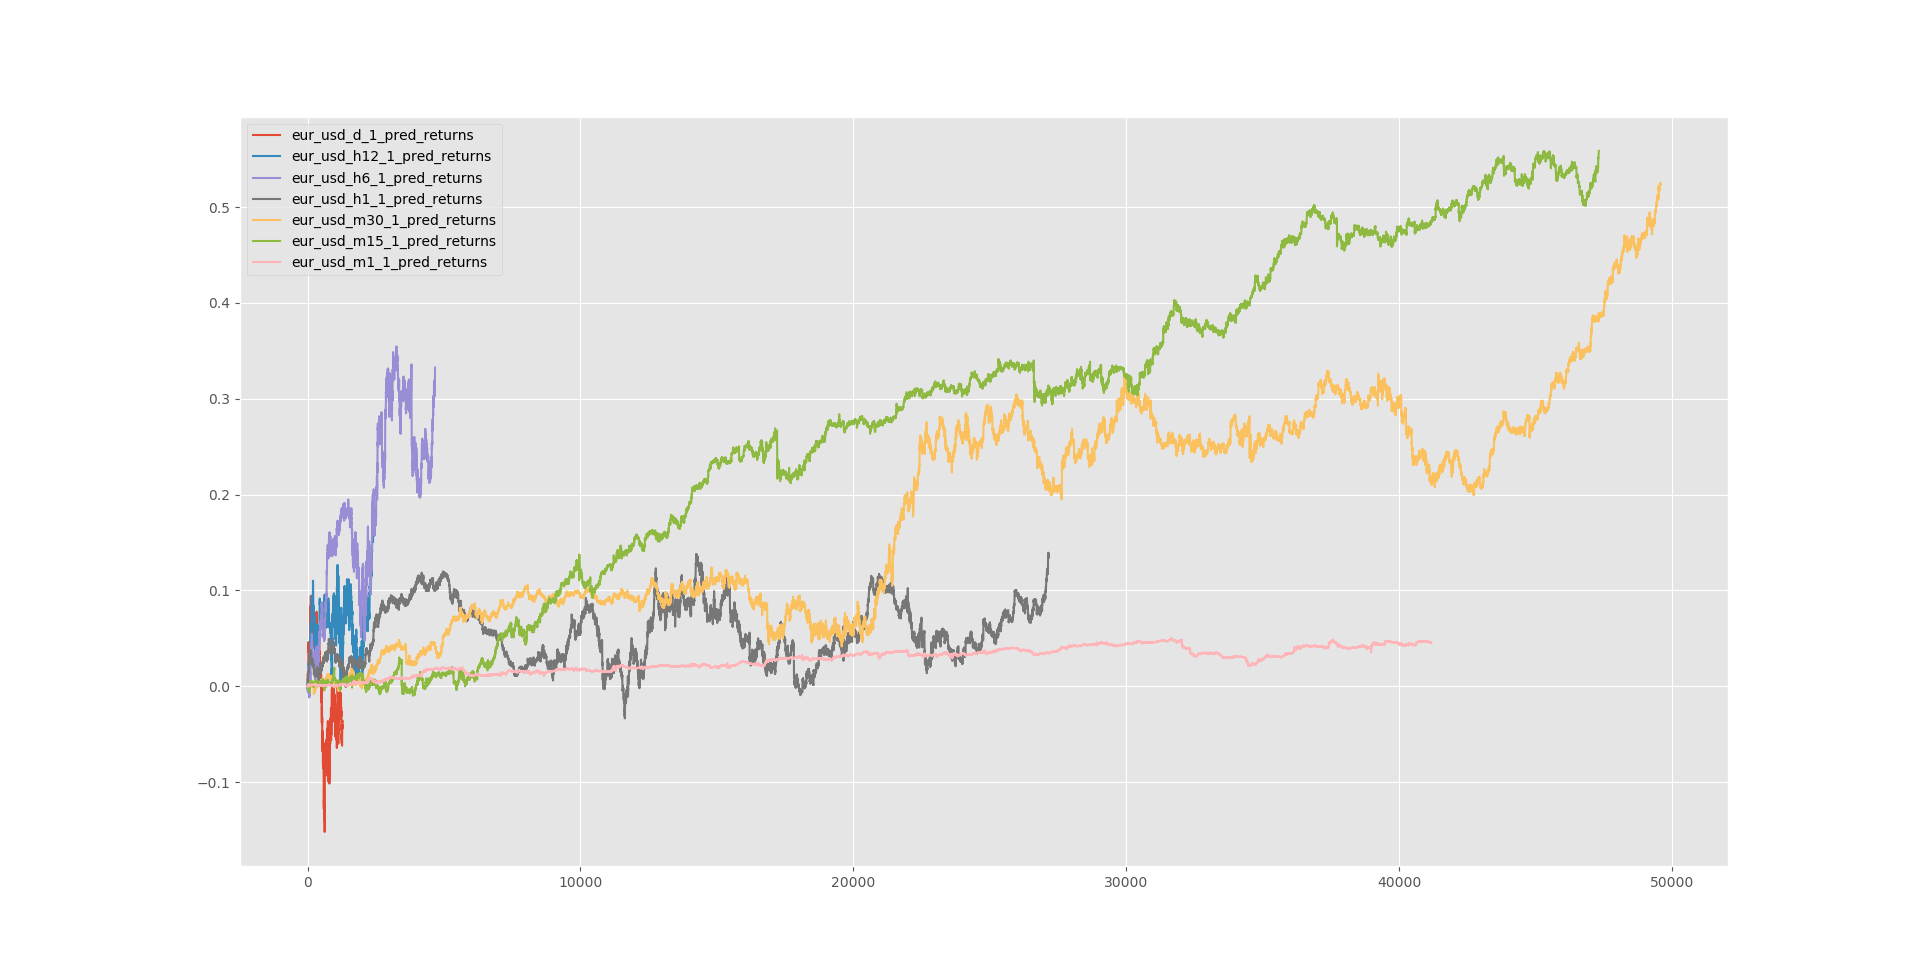 eur_usd_d_1_pred_returns
eur_usd_h12_1_pred_returns
eur_usd_h6_1_pred_returns
eur_usd_h1_1_pred_returns
eur_usd_m30_1_pred_returns
eur_usd_m15_1_pred_returns
eur_usd_m1_1_pred_returns
0.5
0.4
0.3
0.2
0.1
0.0
−0.1
0 10000 20000 30000 40000 50000